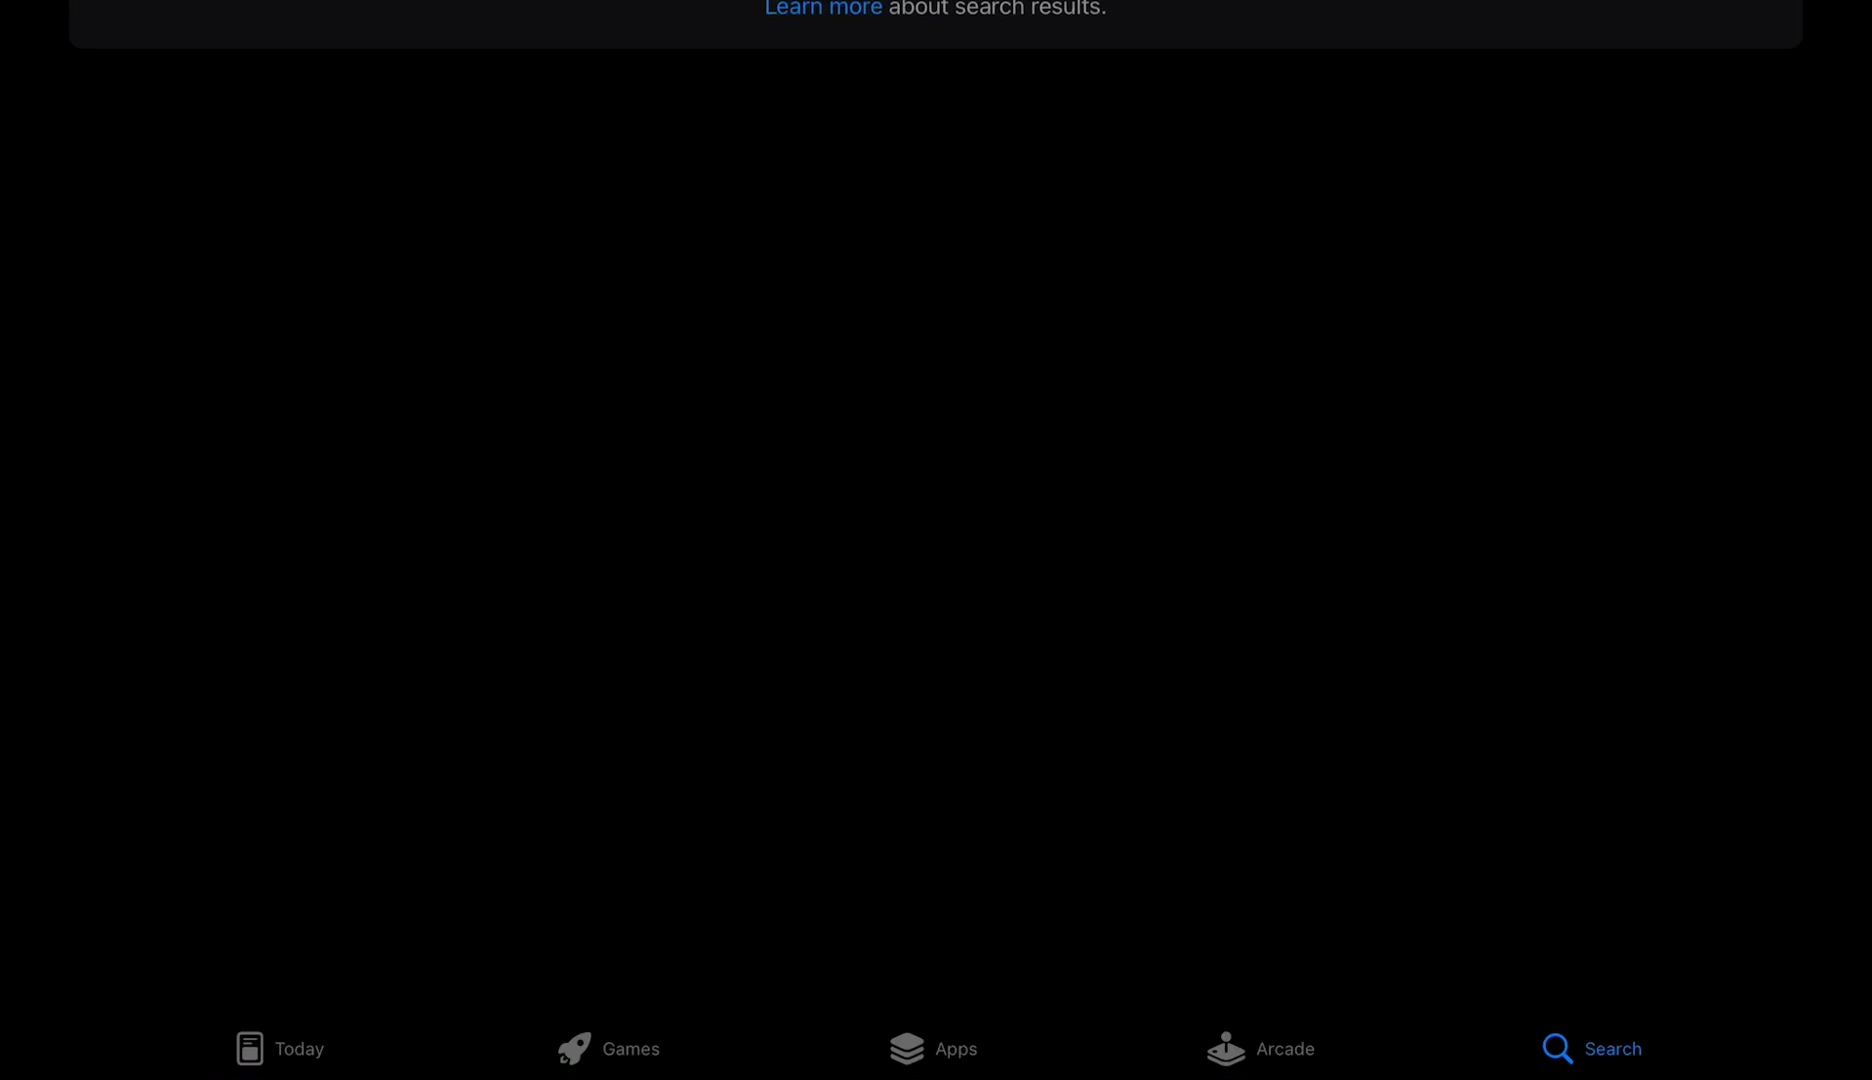 Learn more about search results.
Today
Games
Apps
Arcade
Search